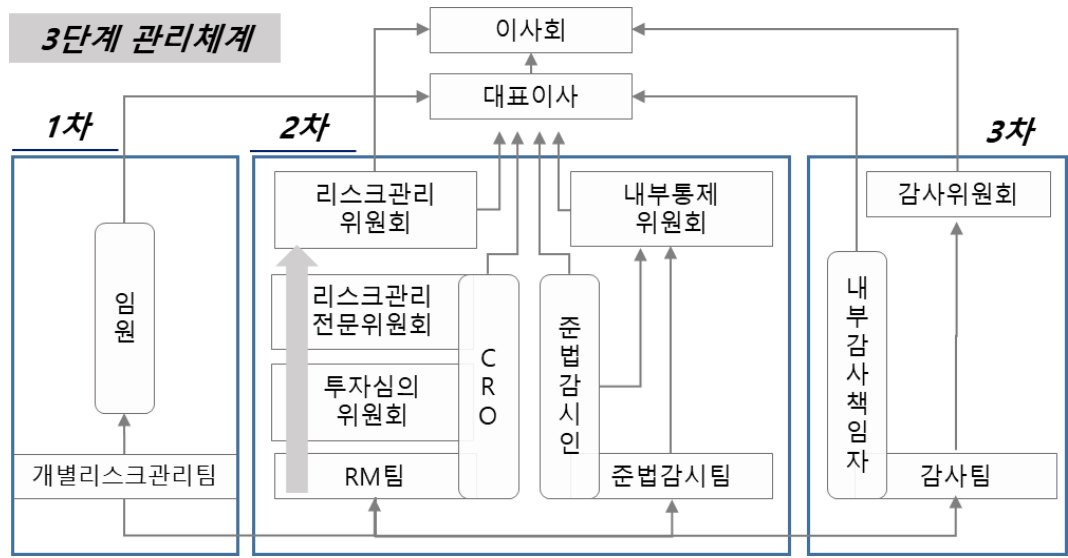 3단계 관리체계
이사회
대표이사
1차
2차
3차
리스크관리
위원회
내부통제
위원회
감사위원회
임
원
리스크관리
전문위원회
투자심의
위원회
C
R
O
준
법
감
시
인
내
부
감
사
책
임
자
개별리스크관리팀
RM팀
준법감시팀
감사팀